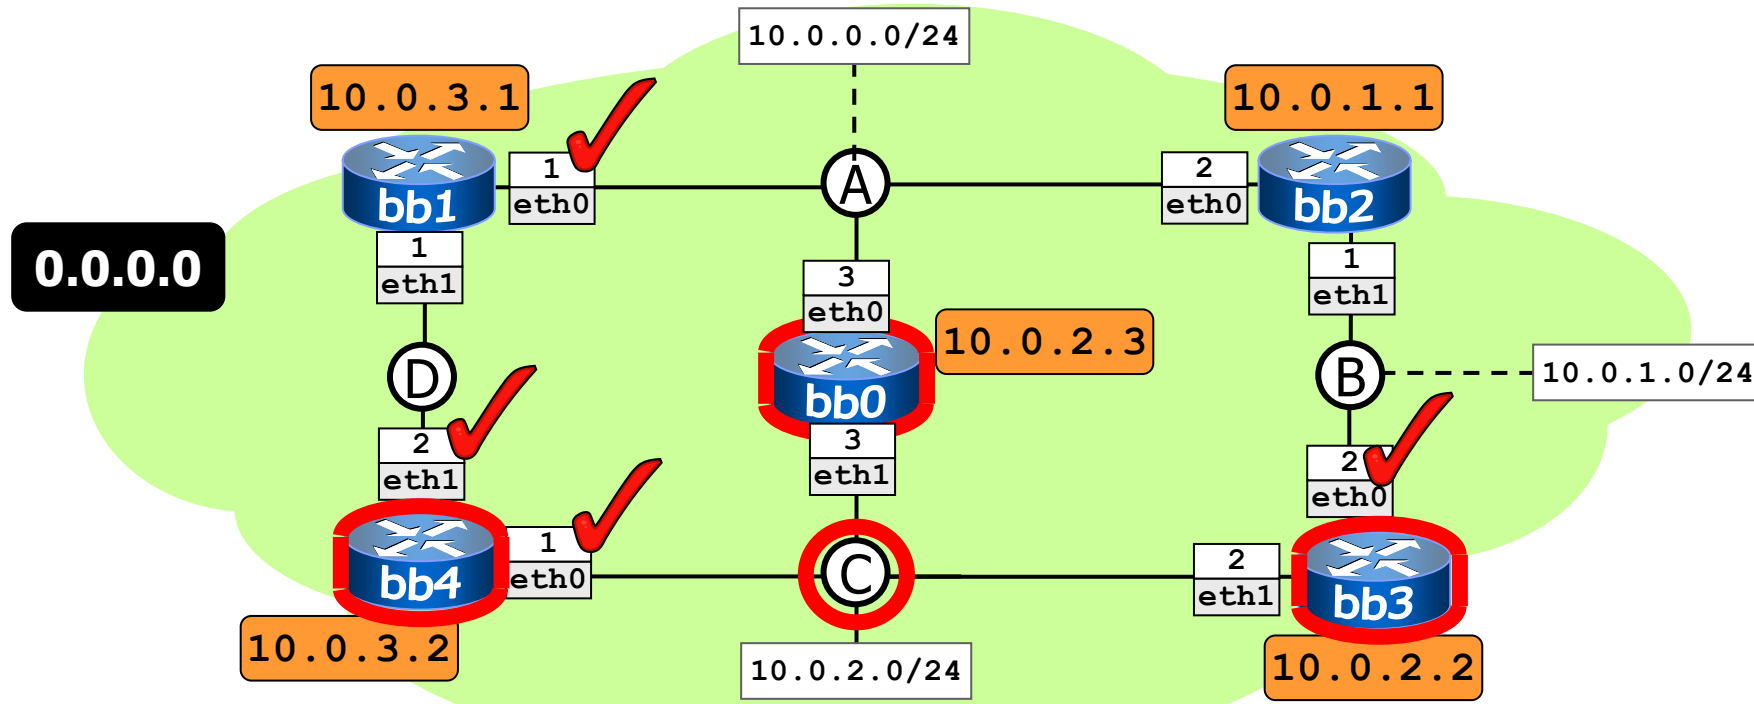 10.0.0.0/24
10.0.3.1
10.0.1.1
bb1
1
eth0
A
2
eth0
bb2
1
eth1
0.0.0.0
3
eth0
1
eth1
10.0.2.3
bb0
D
B
10.0.1.0/24
2
eth1
3
eth1
2
eth0
bb4
1
eth0
C
2
eth1
bb3
10.0.3.2
10.0.2.0/24
10.0.2.2